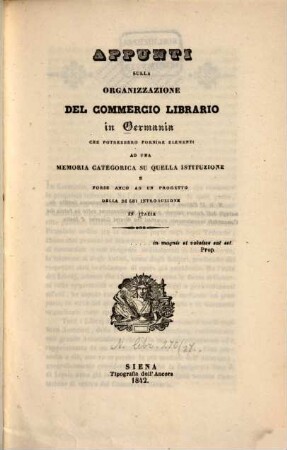 APPUNTI
SULLA
ORGANIZZAZIONE
DEL COMMERCIO LIBRARIO
in Germania
CHE POTREBBERO FORNIRE ELEMENTI
AD UNA
MEMORIA CATEGORICA SU QUELLA ISTITUZIONE
E
FORSE ANCO AD UN PROGETTO
DELLA DI LEI INTRODUZIONE
IN ITALIA
in magnis et voluisse sat est
Prop.
SIENA
Tipografia dell'Ancora
1842.